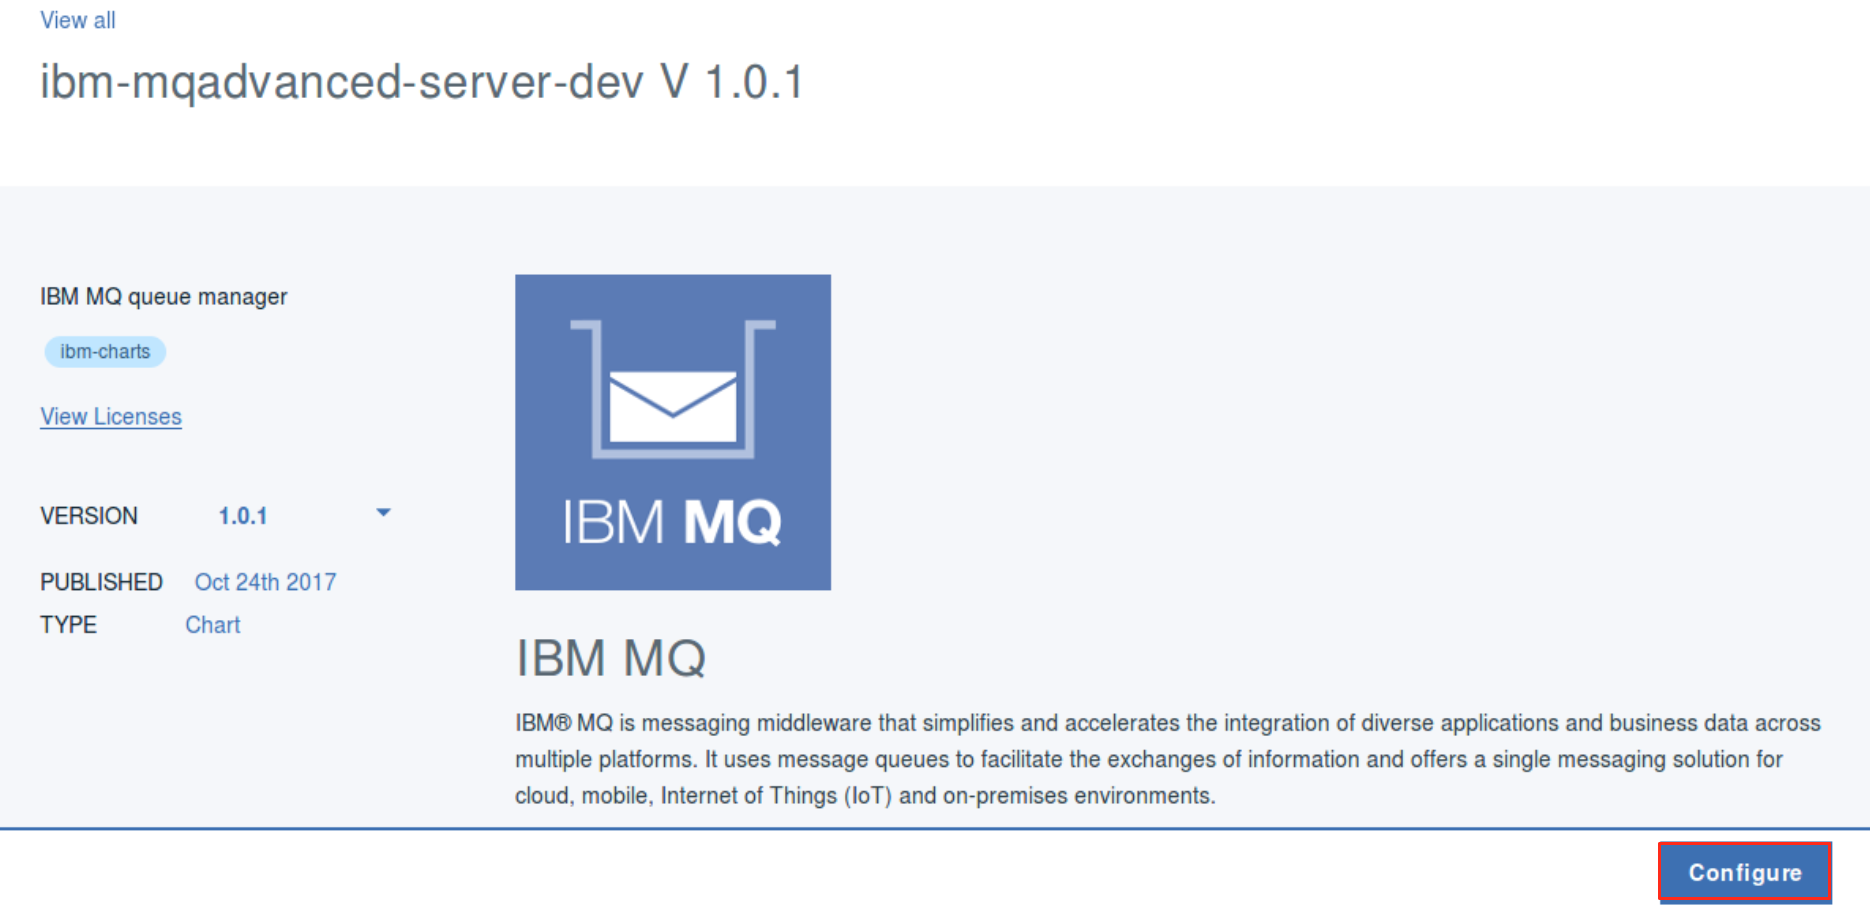 View all
ibm-mqadvanced-server-dev V 1.0.1
IBM MQ queue manager
ibm-charts
View Licenses
VERSION 1.0.1
PUBLISHED Oct 24th 2017
TYPE Chart
IBM MQ
IBM MQ
IBM® MQ is messaging middleware that simplifies and accelerates the integration of diverse applications and business data across
multiple platforms. It uses message queues to facilitate the exchanges of information and offers a single messaging solution for
cloud, mobile, Internet of Things (IoT) and on-premises environments.
Configure